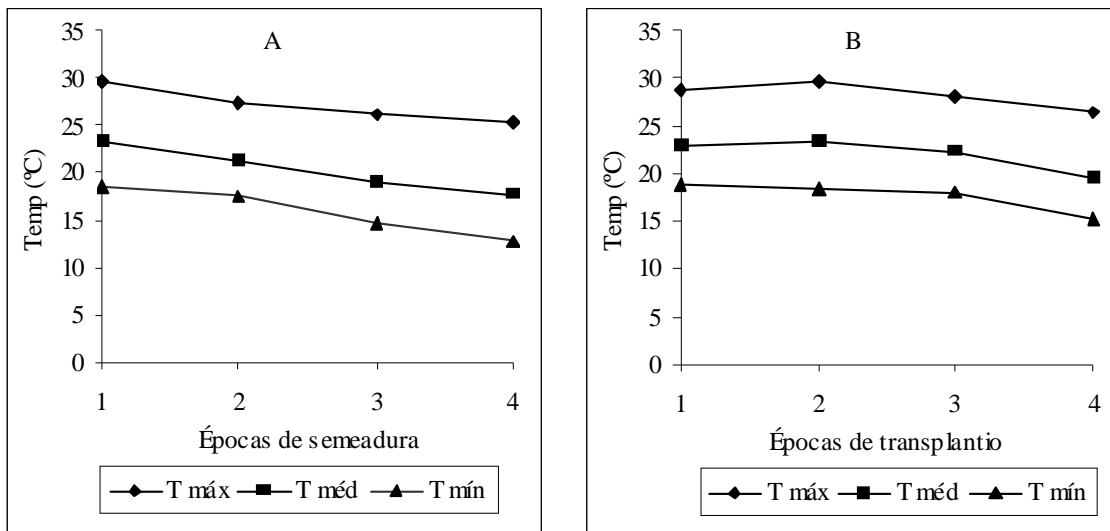 A
35
30
25
20
15
10
5
0
Temp (ºC)
1 2 3 4
Épocas de semeadura
T máx T méd T mín
B
35
30
25
20
15
10
5
0
Temp (ºC)
1 2 3 4
Épocas de transplantio
T máx T méd T mín